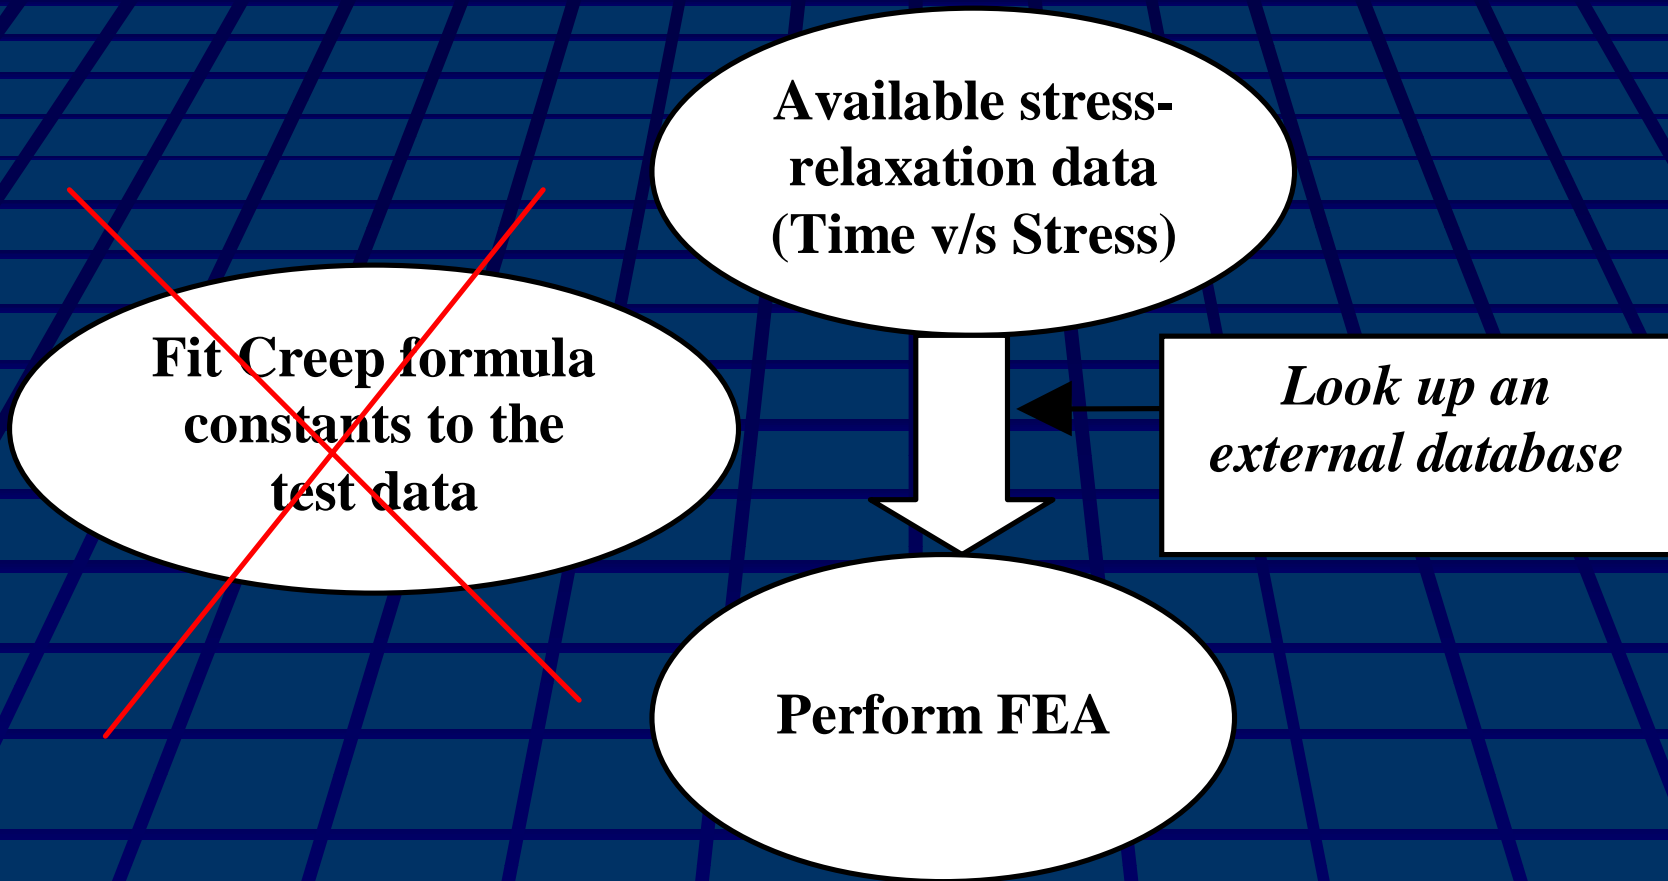 Available stress-
relaxation data
(Time v/s Stress)
Fit Creep formula
constants to the
test data
Look up an
external database
Perform FEA